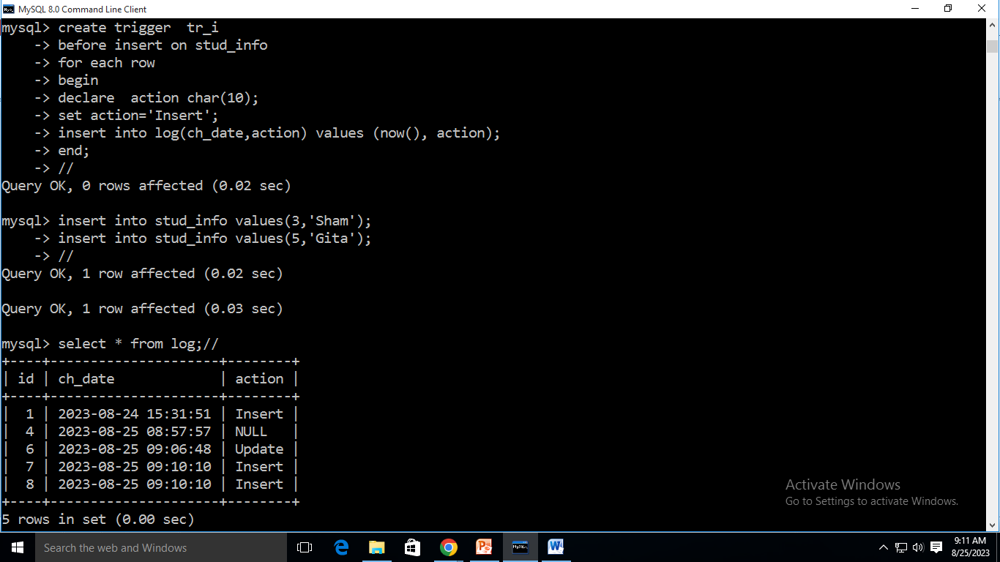 MySQL 8.0 Command Line Client
mysql> create trigger  tr_i
    -> before insert on stud_info
    -> for each row
    -> begin
    -> declare  action char(10);
    -> set action='Insert';
    -> insert into log(ch_date,action) values (now(), action);
    -> end;
    -> //
Query OK, 0 rows affected (0.02 sec)
mysql> insert into stud_info values(3,'Sham');
    -> insert into stud_info values(5,'Gita');
    -> //
Query OK, 1 row affected (0.02 sec)
Query OK, 1 row affected (0.03 sec)
mysql> select * from log;//
+----+---------------------+--------+
| id | ch_date             | action |
+----+---------------------+--------+
|  1 | 2023-08-24 15:31:51 | Insert |
|  4 | 2023-08-25 08:57:57 | NULL   |
|  6 | 2023-08-25 09:06:48 | Update |
|  7 | 2023-08-25 09:10:10 | Insert |
|  8 | 2023-08-25 09:10:10 | Insert |
+----+---------------------+--------+
5 rows in set (0.00 sec)
Activate Windows
Go to Settings to activate Windows.
Search the web and Windows
9:11 AM
8/25/2023